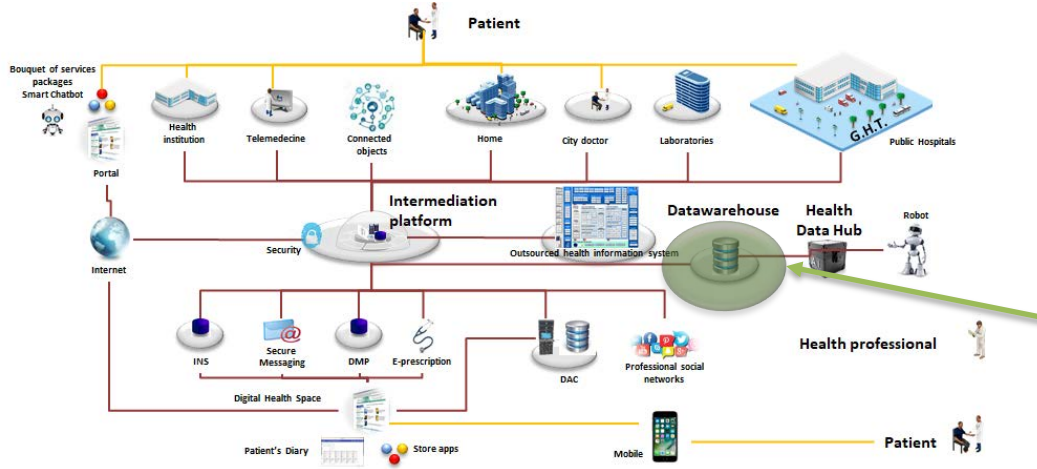 Patient
Bouquet of services
packages
Smart Chatbot
Health
institution
Telemedecine
Connected
objects
Home
City doctor
Laboratories
G.H.T.
Public Hospitals
Portal
Intermediation
platform
Datawarehouse
Health
Data Hub
Robot
Security
Outsourced health information system
Internet
AI
INS
Secure
Messaging
DMP
E-prescription
DAC
Professional social
networks
Health professional
Digital Health Space
Patient's Diary
Store apps
Mobile
Patient